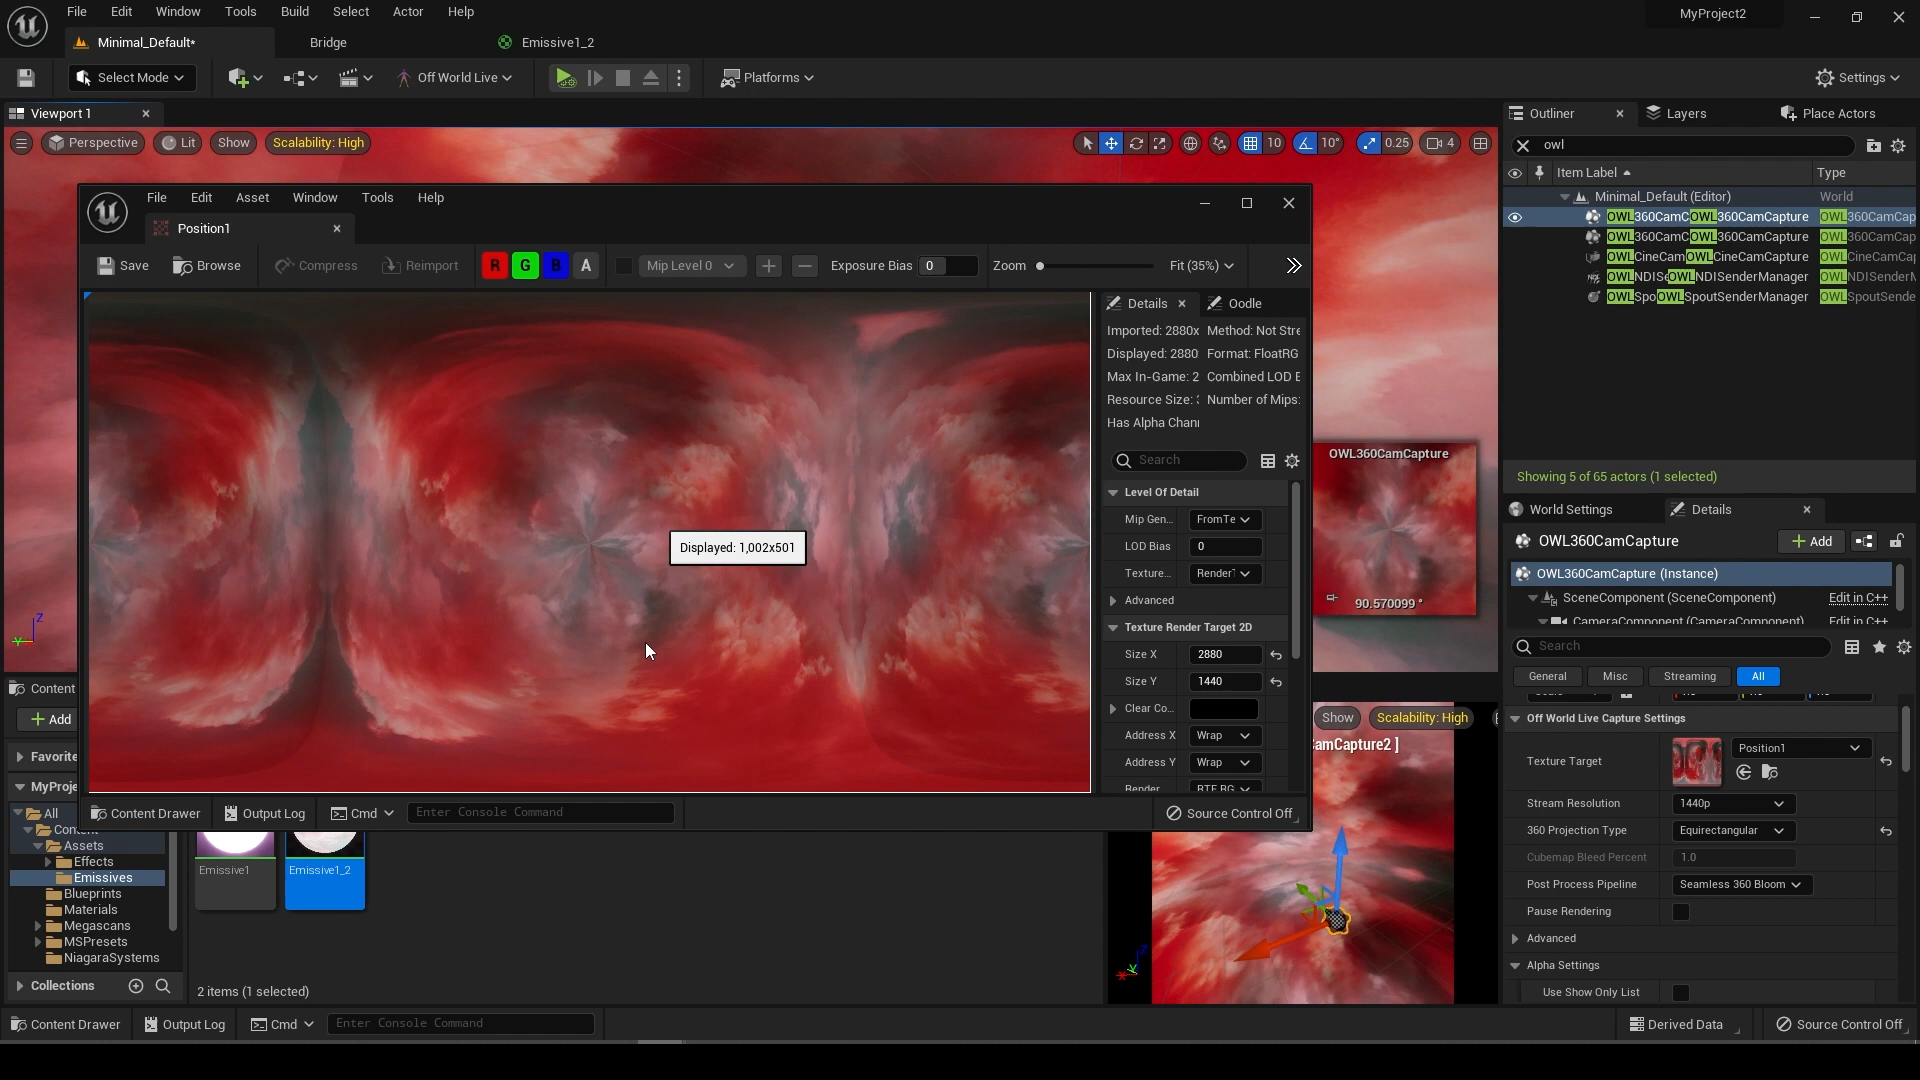 File Edit Window Tools Build Select Actor Help
MyProject2
Minimal_Default* Bridge Emissive1_2
Select Mode Off World Live Platforms Settings
Viewport 1
Perspective Lit Show Scalability: High 10 10° 0.25 4
File Edit Asset Window Tools Help
Position1
Save Browse Compress Reimport R G B A Mip Level 0 Exposure Bias 0 Zoom Fit (35%)
Details Oodle
Imported: 2880x Method: Not Stre
Displayed: 2880 Format: FloatRG
Max In-Game: 2 Combined LOD E
Resource Size: Number of Mips:
Has Alpha Chan
Search
Level Of Detail
Mip Gen... FromTe
LOD Bias 0
Texture... Render
Advanced
Texture Render Target 2D
Size X 2880
Size Y 1440
Clear Co...
Address X Wrap
Address Y Wrap
Render RTF RG
Displayed: 1,002x501
Content Drawer Output Log Cmd Enter Console Command Source Control Off
OWL360CamCapture
90.570099 °
Z
Y
Content
Add
Favorite
MyProje
All
Conte
Assets
Effects
Emissives
Blueprints
Materials
Megascans
MSPresets
NiagaraSystems
Collections
Emissive1 Emissive1_2
2 items (1 selected)
Show Scalability: High
amCapture2 ]
Outliner Layers Place Actors
owl
Item Label Type
Minimal_Default (Editor) World
OWL360CamCOWL360CamCapture OWL360CamCap
OWL360CamCOWL360CamCapture OWL360CamCap
OWLCineCamOWLCineCamCapture OWLCineCam
OWLNDISeOWLNDISenderManager OWLNDISender
OWLSpoOWLSpoutSenderManager OWLSpoutSende
Showing 5 of 65 actors (1 selected)
World Settings Details
OWL360CamCapture Add
OWL360CamCapture (Instance)
SceneComponent (SceneComponent) Edit in C++
CameraComponent (CameraComponent) Edit in C++
Search
General Misc Streaming All
Off World Live Capture Settings
Texture Target Position1
Stream Resolution 1440p
360 Projection Type Equirectangular
Cubemap Bleed Percent 1.0
Post Process Pipeline Seamless 360 Bloom
Pause Rendering
Advanced
Alpha Settings
Use Show Only List
Content Drawer Output Log Cmd Enter Console Command Derived Data Source Control Off